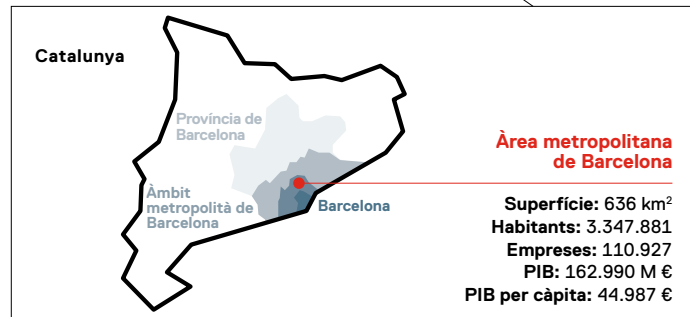 Catalunya
Província de
Barcelona
Àmbit
metropolità de
Barcelona
Barcelona
Àrea metropolitana
de Barcelona
Superfície: 636 km²
Habitants: 3.347.881
Empreses: 110.927
PIB: 162.990 M €
PIB per càpita: 44.987 €